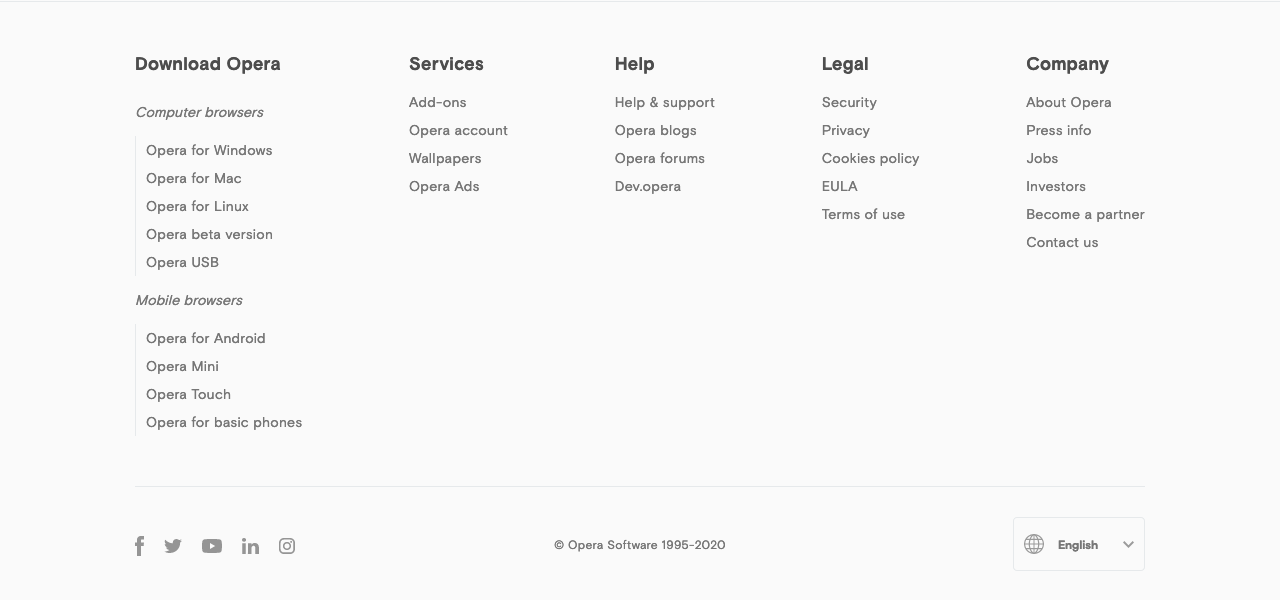 Download Opera
Computer browsers
Opera for Windows
Opera for Mac
Opera for Linux
Opera beta version
Opera USB
Mobile browsers
Opera for Android
Opera Mini
Opera Touch
Opera for basic phones
Services
Add-ons
Opera account
Wallpapers
Opera Ads
Help
Help & support
Opera blogs
Opera forums
Dev.opera
Legal
Security
Privacy
Cookies policy
EULA
Terms of use
Company
About Opera
Press info
Jobs
Investors
Become a partner
Contact us
© Opera Software 1995-2020
English